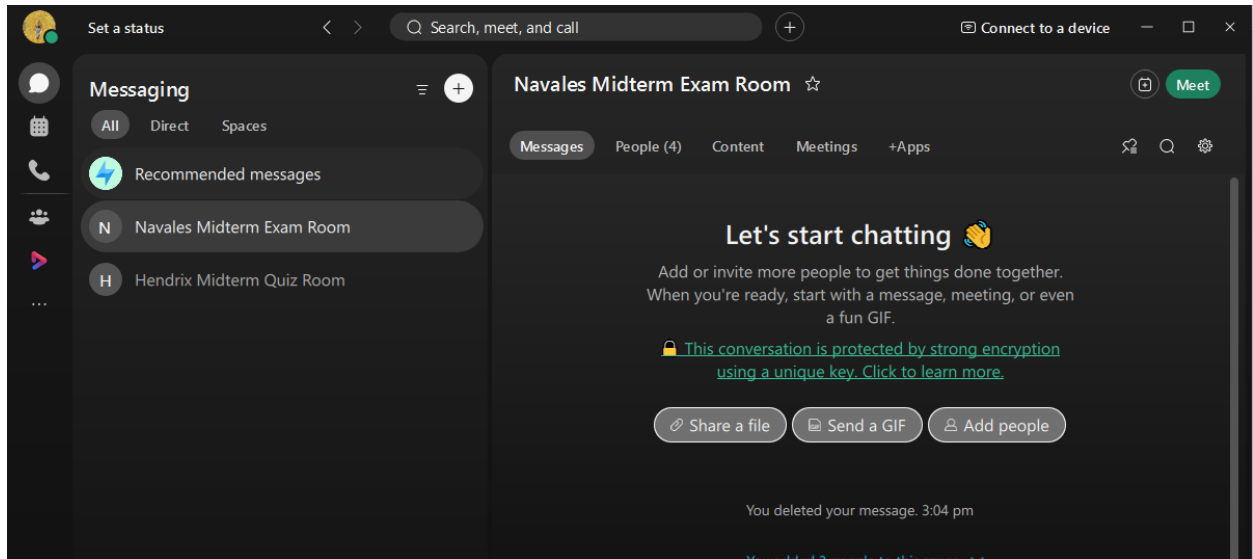 Set a status
Search, meet, and call
Connect to a device
Messaging
All Direct Spaces
Recommended messages
N Navales Midterm Exam Room
H Hendrix Midterm Quiz Room
Navales Midterm Exam Room
Meet
Messages People (4) Content Meetings +Apps
Let's start chatting 👋
Add or invite more people to get things done together.
When you're ready, start with a message, meeting, or even
a fun GIF.
This conversation is protected by strong encryption
using a unique key. Click to learn more.
Share a file Send a GIF Add people
You deleted your message. 3:04 pm